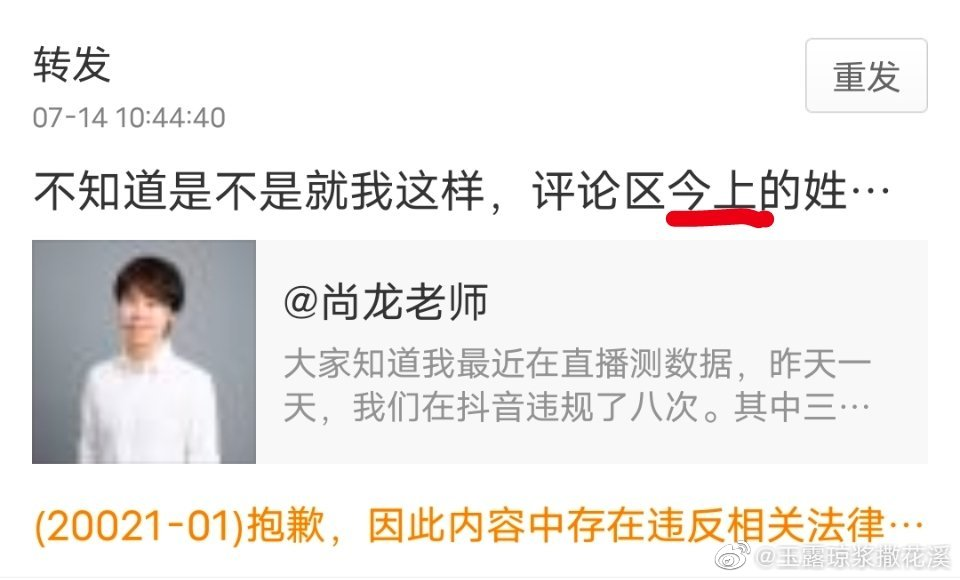 转发
重发
07-14 10:44:40
不知道是不是就我这样，评论区今上的姓…
@尚龙老师
大家知道我最近在直播测数据，昨天一
天，我们在抖音违规了八次。其中三…
(20021-01)抱歉，因此内容中存在违反相关法律…
@玉露琼浆撒花溪